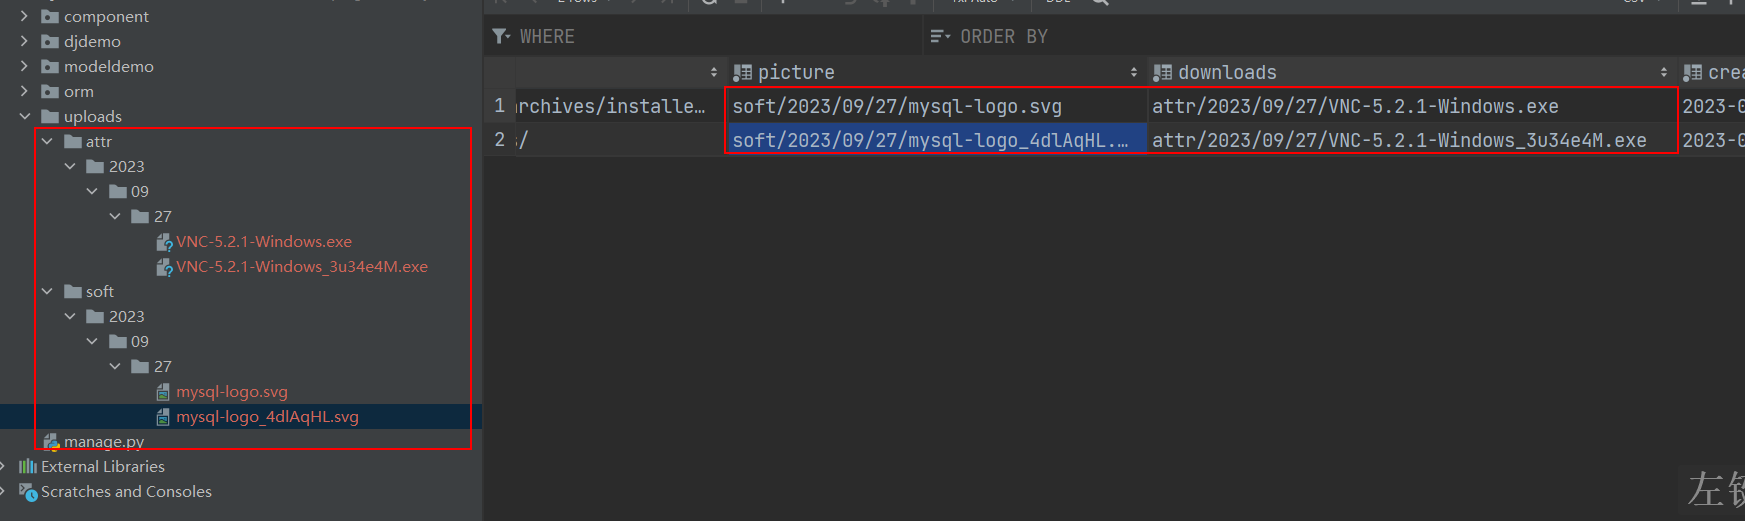 component
djdemo
modeldemo
orm
uploads
attr
2023
09
27
VNC-5.2.1-Windows.exe
VNC-5.2.1-Windows_3u34e4M.exe
soft
2023
09
27
mysql-logo.svg
mysql-logo_4dlAqHL.svg
manage.py
External Libraries
Scratches and Consoles
WHERE
ORDER BY
picture
downloads
crea
1
rchives/installe…
soft/2023/09/27/mysql-logo.svg
attr/2023/09/27/VNC-5.2.1-Windows.exe
2023-0
2
s/
soft/2023/09/27/mysql-logo_4dlAqHL.…
attr/2023/09/27/VNC-5.2.1-Windows_3u34e4M.exe
2023-0
左